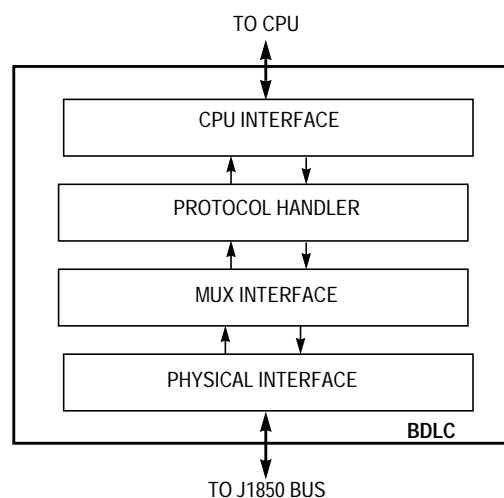 TO CPU
CPU INTERFACE
PROTOCOL HANDLER
MUX INTERFACE
PHYSICAL INTERFACE
BDLC
TO J1850 BUS